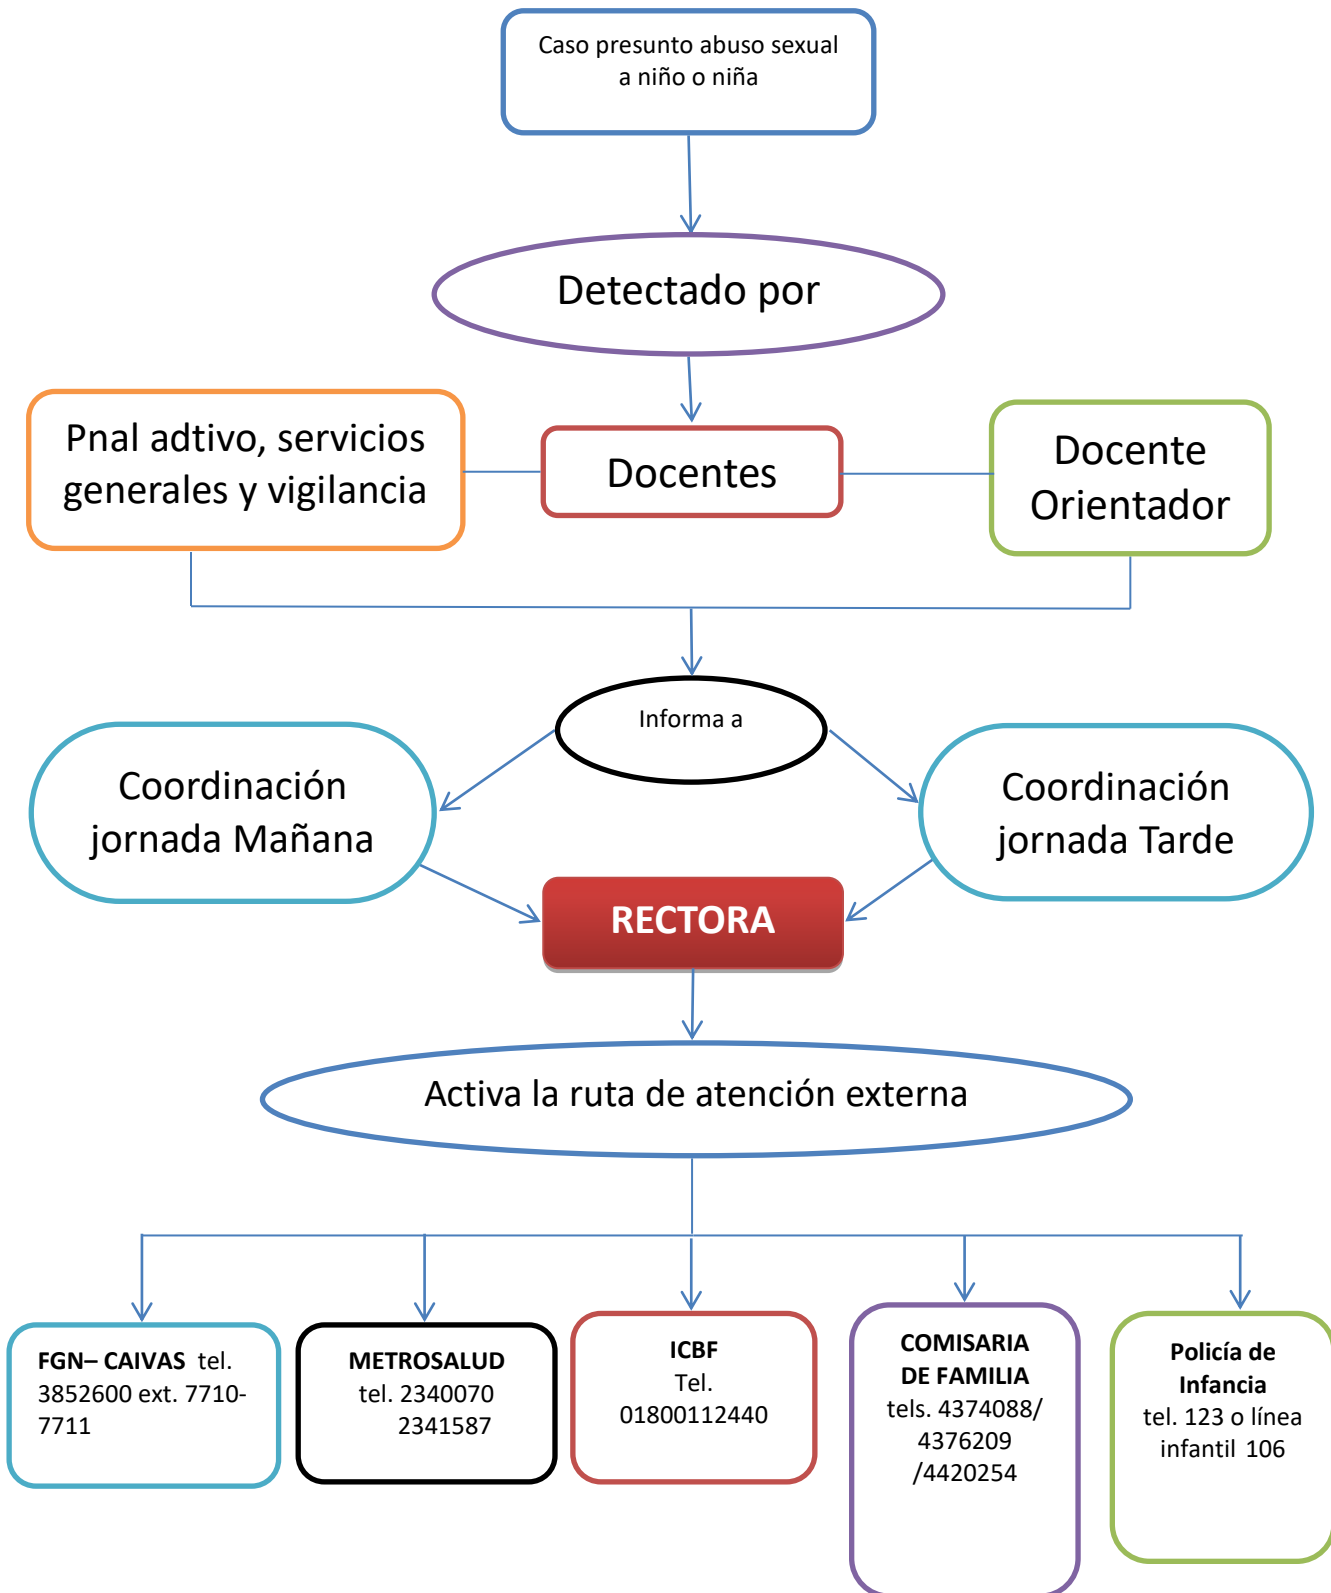 Caso presunto abuso sexual
a niño o niña
Detectado por
Pnal adtivo, servicios
generales y vigilancia
Docentes
Docente
Orientador
Informa a
Coordinación
jornada Mañana
Coordinación
jornada Tarde
RECTORA
Activa la ruta de atención externa
FGN– CAIVAS tel.
3852600 ext. 7710-
7711
METROSALUD
tel. 2340070
2341587
ICBF
Tel.
01800112440
COMISARIA
DE FAMILIA
tels. 4374088/
4376209
/4420254
Policía de
Infancia
tel. 123 o línea
infantil 106